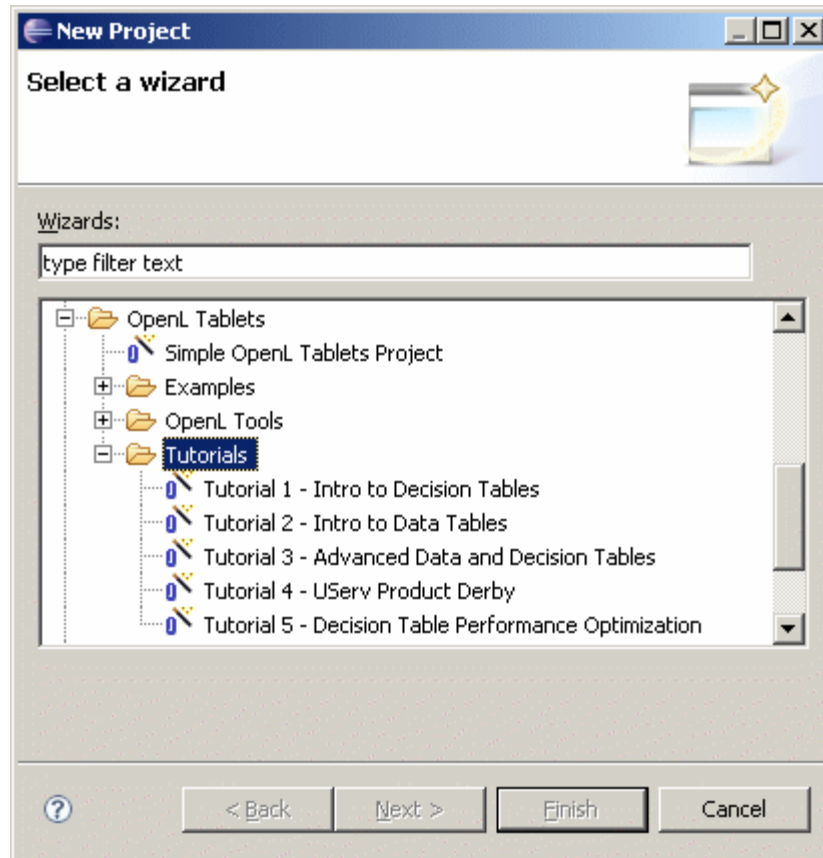 New Project
Select a wizard
Wizards:
type filter text
OpenL Tablets
Simple OpenL Tablets Project
Examples
OpenL Tools
Tutorials
Tutorial 1 - Intro to Decision Tables
Tutorial 2 - Intro to Data Tables
Tutorial 3 - Advanced Data and Decision Tables
Tutorial 4 - UServ Product Derby
Tutorial 5 - Decision Table Performance Optimization
? < Back Next > Finish Cancel